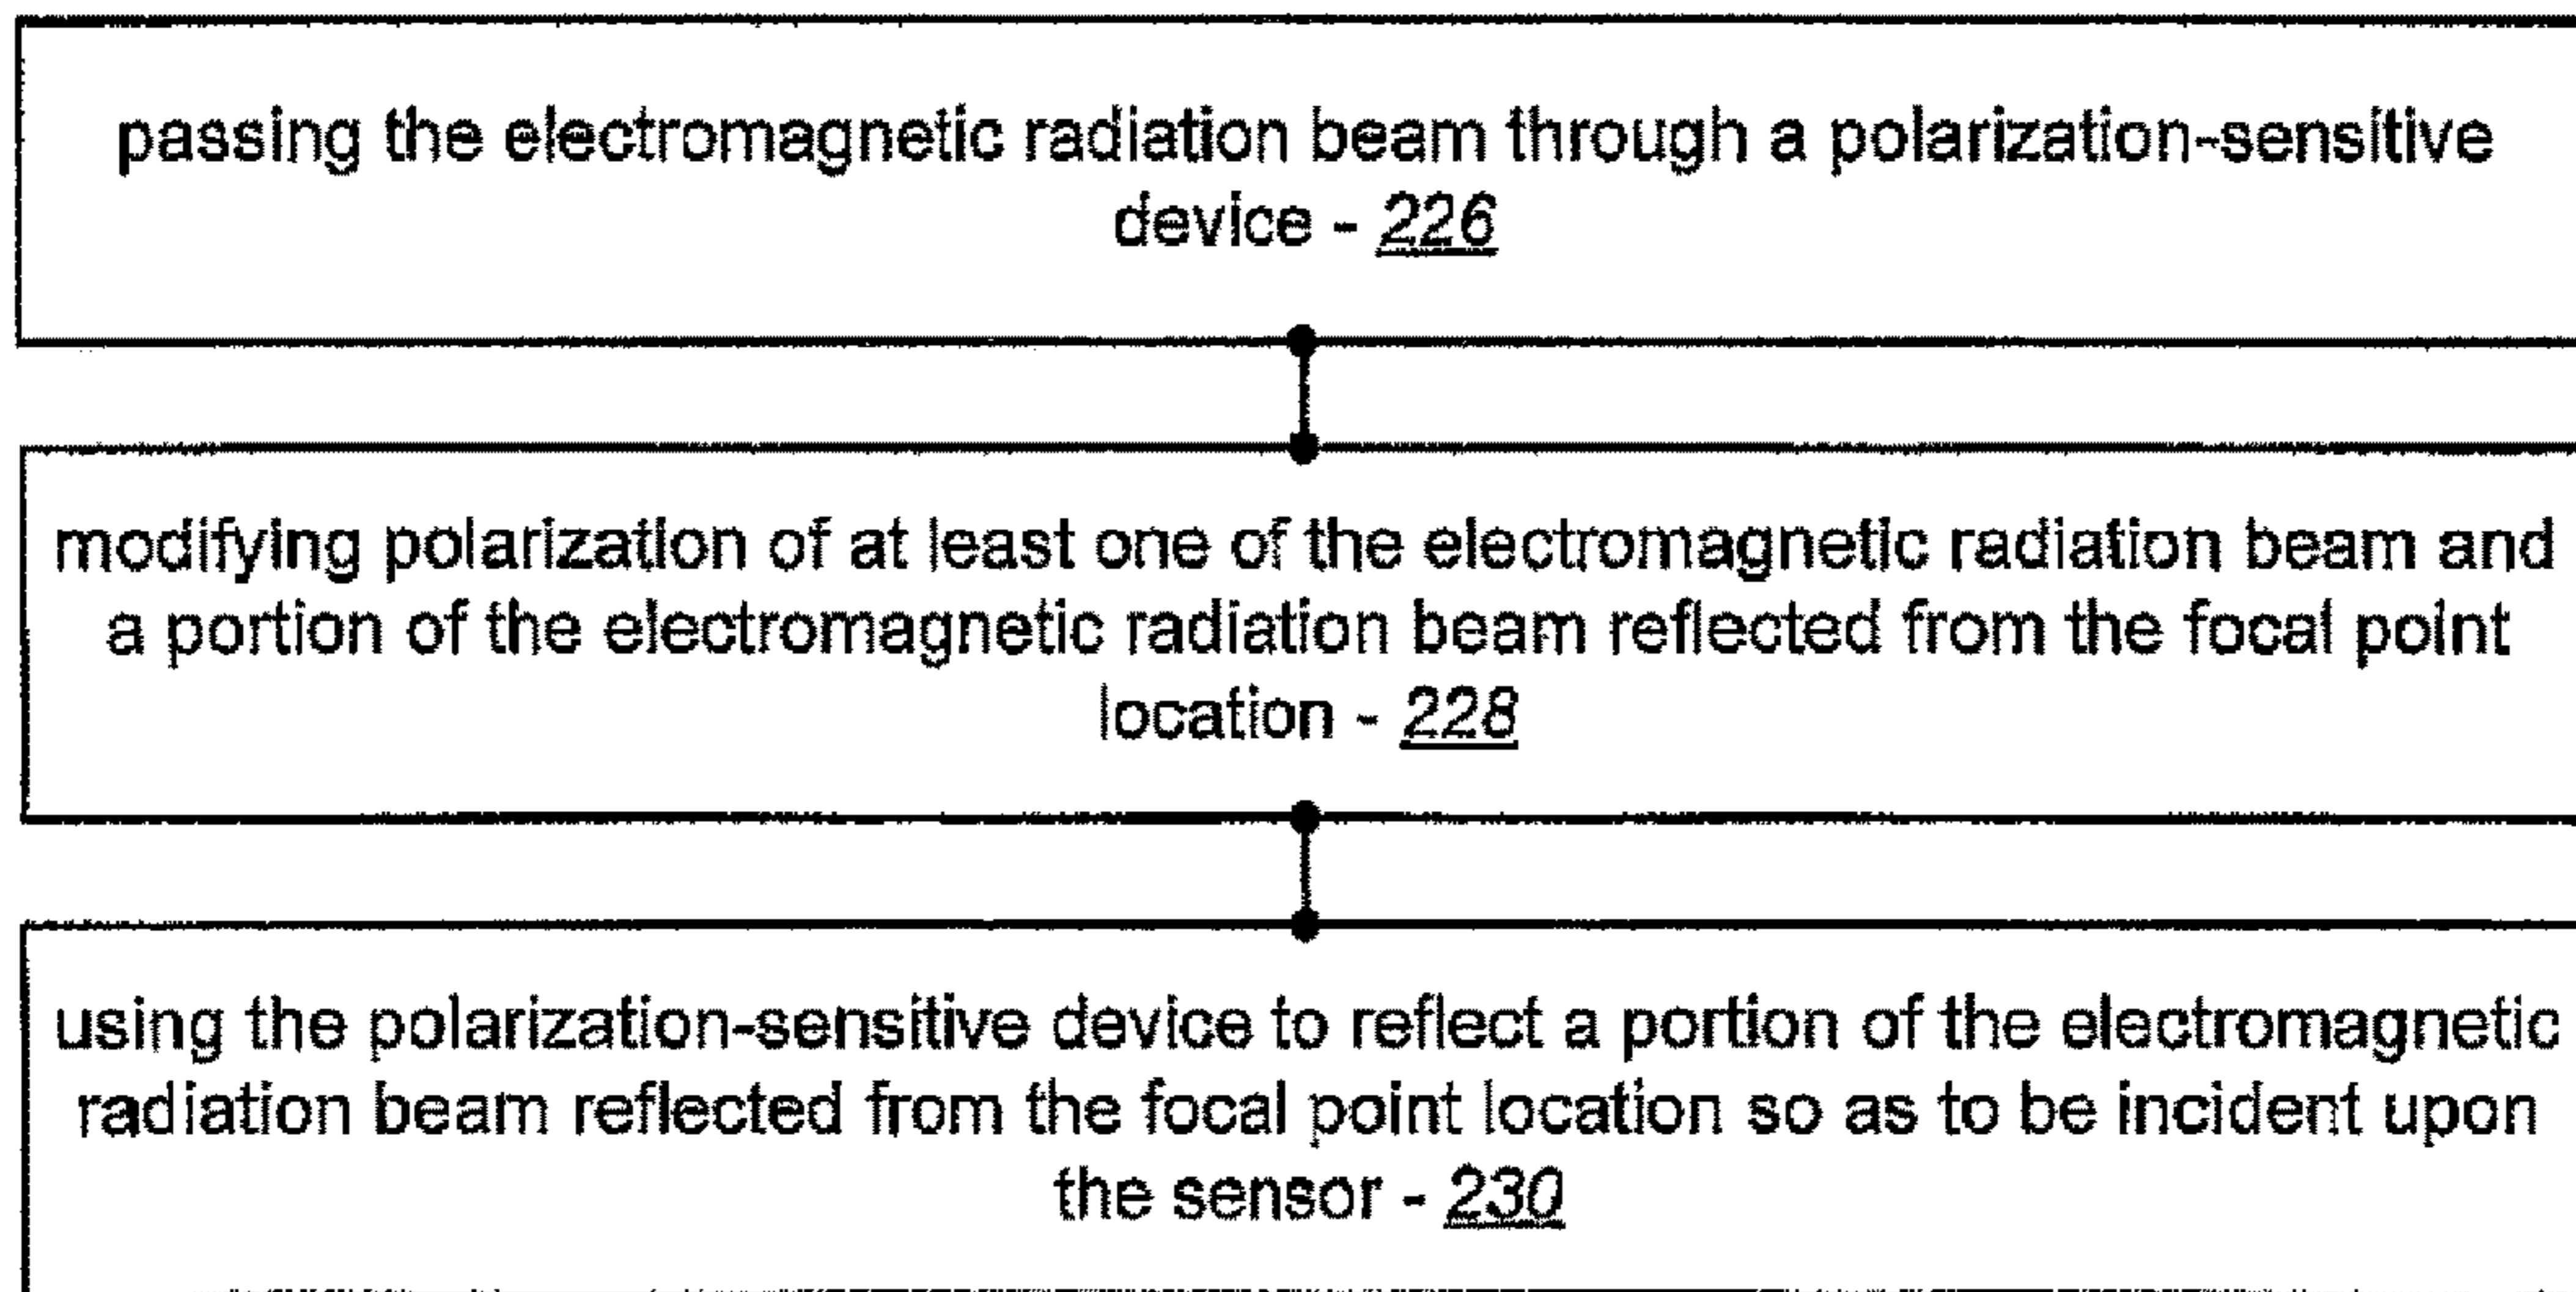 passing the electromagnetic radiation beam through a polarization-sensitive
device - 226
modifying polarization of at least one of the electromagnetic radiation beam and
a portion of the electromagnetic radiation beam reflected from the focal point
location - 228
using the polarization-sensitive device to reflect a portion of the electromagnetic
radiation beam reflected from the focal point location so as to be incident upon
the sensor - 230